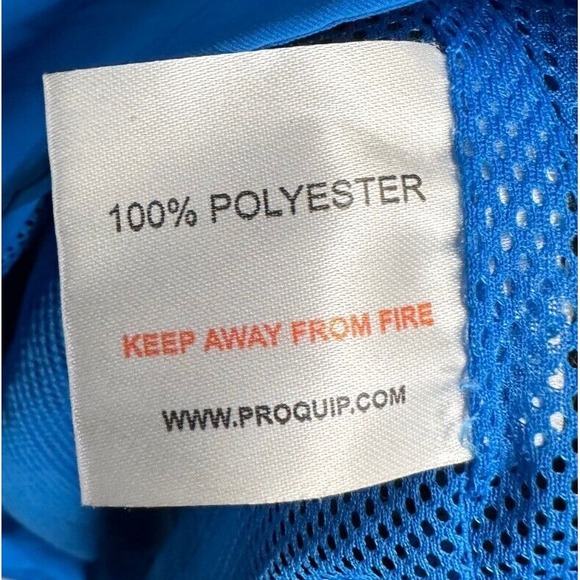 100% POLYESTER
KEEP AWAY FROM FIRE
WWW.PROQUIP.COM